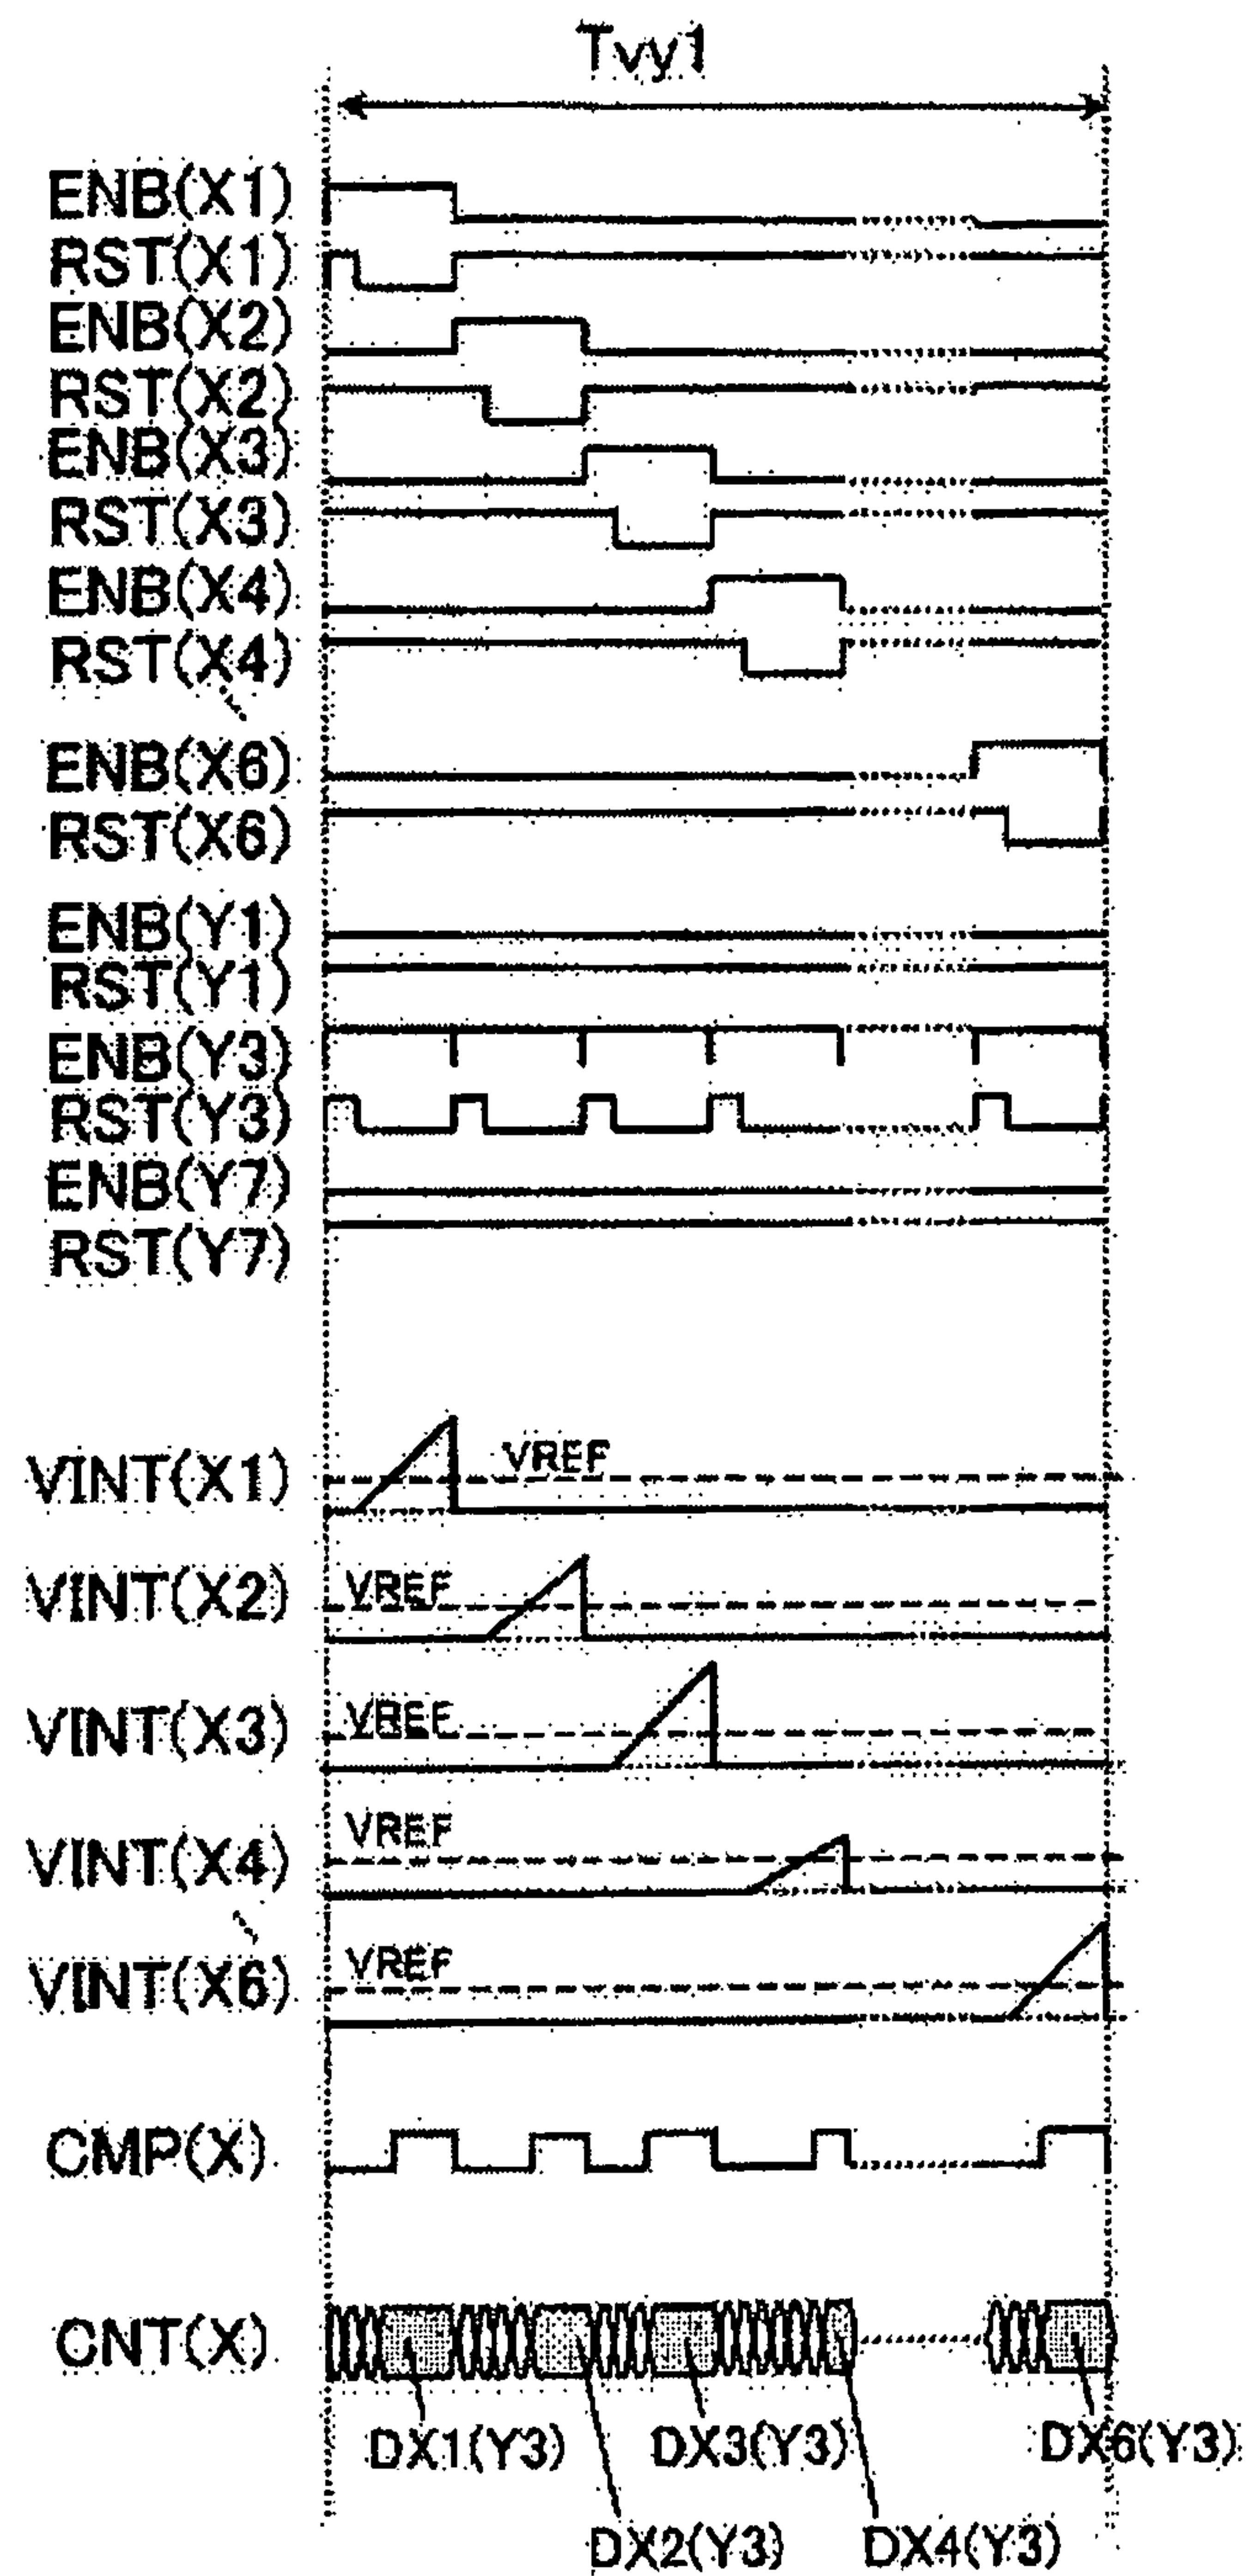 Tvy1
ENB(X1)
RST(X1)
ENB(X2)
RST(X2)
ENB(X3)
RST(X3)
ENB(X4)
RST(X4)
ENB(X6)
RST(X6)
ENB(Y1)
RST(Y1)
ENB(Y3)
RST(Y3)
ENB(Y7)
RST(Y7)
VINT(X1)
VREF
VINT(X2)
VREF
VINT(X3)
VREF
VINT(X4)
VREF
VINT(X6)
VREF
CMP(X)
CNT(X)
DX1(Y3)
DX3(Y3)
DX6(Y3)
DX2(Y3)
DX4(Y3)